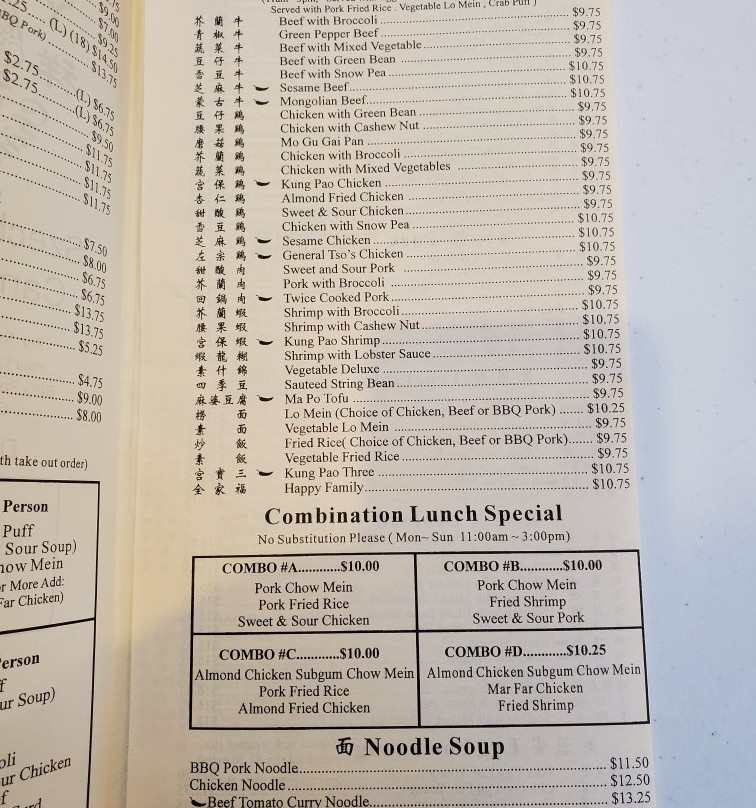 $9.00
$7.00
$9.25
(L) (18) $14.50
BBQ Pork) $13.75
$2.75 (L) $6.75
$2.75 (L) $6.75
$9.50
$11.75
$11.75
$11.75
$11.75
$7.50
$8.00
$6.75
$6.75
$13.75
$13.75
$5.25
$4.75
$9.00
$8.00
th take out order)
Person
Puff
Sour Soup)
how Mein
r More Add:
Far Chicken)
erson
ur Soup)
oli
ur Chicken
Served with Pork Fried Rice, Vegetable Lo Mein, Crab Puff )
芥蘭牛 Beef with Broccoli $9.75
青椒牛 Green Pepper Beef $9.75
蔬菜牛 Beef with Mixed Vegetable $9.75
豆仔牛 Beef with Green Bean $9.75
雪豆牛 Beef with Snow Pea $10.75
芝麻牛 Sesame Beef $10.75
蒙古牛 Mongolian Beef $10.75
豆仔鷄 Chicken with Green Bean $9.75
腰果鷄 Chicken with Cashew Nut $9.75
磨菇鷄 Mo Gu Gai Pan $9.75
芥蘭鷄 Chicken with Broccoli $9.75
蔬菜鷄 Chicken with Mixed Vegetables $9.75
宮保鷄 Kung Pao Chicken $9.75
杏仁鷄 Almond Fried Chicken $9.75
甜酸鷄 Sweet & Sour Chicken $9.75
雪豆鷄 Chicken with Snow Pea $10.75
芝麻鷄 Sesame Chicken $10.75
左宗鷄 General Tso's Chicken $10.75
甜酸肉 Sweet and Sour Pork $9.75
芥蘭肉 Pork with Broccoli $9.75
回鍋肉 Twice Cooked Pork $9.75
芥蘭蝦 Shrimp with Broccoli $10.75
腰果蝦 Shrimp with Cashew Nut $10.75
宮保蝦 Kung Pao Shrimp $10.75
蝦龍糊 Shrimp with Lobster Sauce $10.75
素什錦 Vegetable Deluxe $9.75
四季豆 Sauteed String Bean $9.75
麻婆豆腐 Ma Po Tofu $9.75
撈面 Lo Mein (Choice of Chicken, Beef or BBQ Pork) $10.25
素面 Vegetable Lo Mein $9.75
炒飯 Fried Rice( Choice of Chicken, Beef or BBQ Pork) $9.75
素飯 Vegetable Fried Rice $9.75
宮寶三 Kung Pao Three $10.75
全家福 Happy Family $10.75
Combination Lunch Special
No Substitution Please ( Mon~ Sun 11:00am ~ 3:00pm)
COMBO #A............$10.00
Pork Chow Mein
Pork Fried Rice
Sweet & Sour Chicken
COMBO #B............$10.00
Pork Chow Mein
Fried Shrimp
Sweet & Sour Pork
COMBO #C............$10.00
Almond Chicken Subgum Chow Mein
Pork Fried Rice
Almond Fried Chicken
COMBO #D............$10.25
Almond Chicken Subgum Chow Mein
Mar Far Chicken
Fried Shrimp
面 Noodle Soup
BBQ Pork Noodle $11.50
Chicken Noodle $12.50
Beef Tomato Curry Noodle $13.25